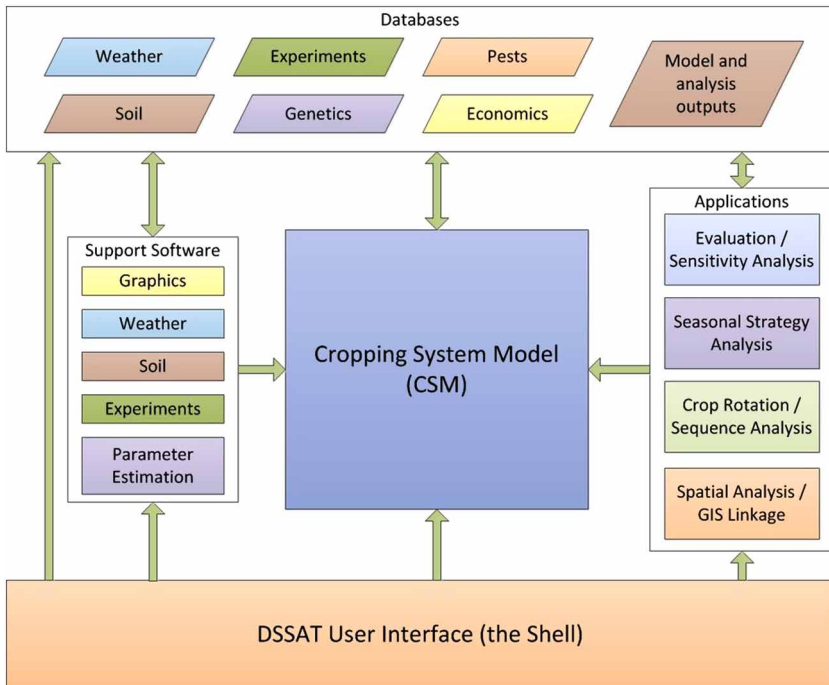 Databases
Weather
Experiments
Pests
Model and
analysis
outputs
Soil
Genetics
Economics
Support Software
Graphics
Weather
Soil
Experiments
Parameter
Estimation
Cropping System Model
(CSM)
Applications
Evaluation /
Sensitivity Analysis
Seasonal Strategy
Analysis
Crop Rotation /
Sequence Analysis
Spatial Analysis /
GIS Linkage
DSSAT User Interface (the Shell)